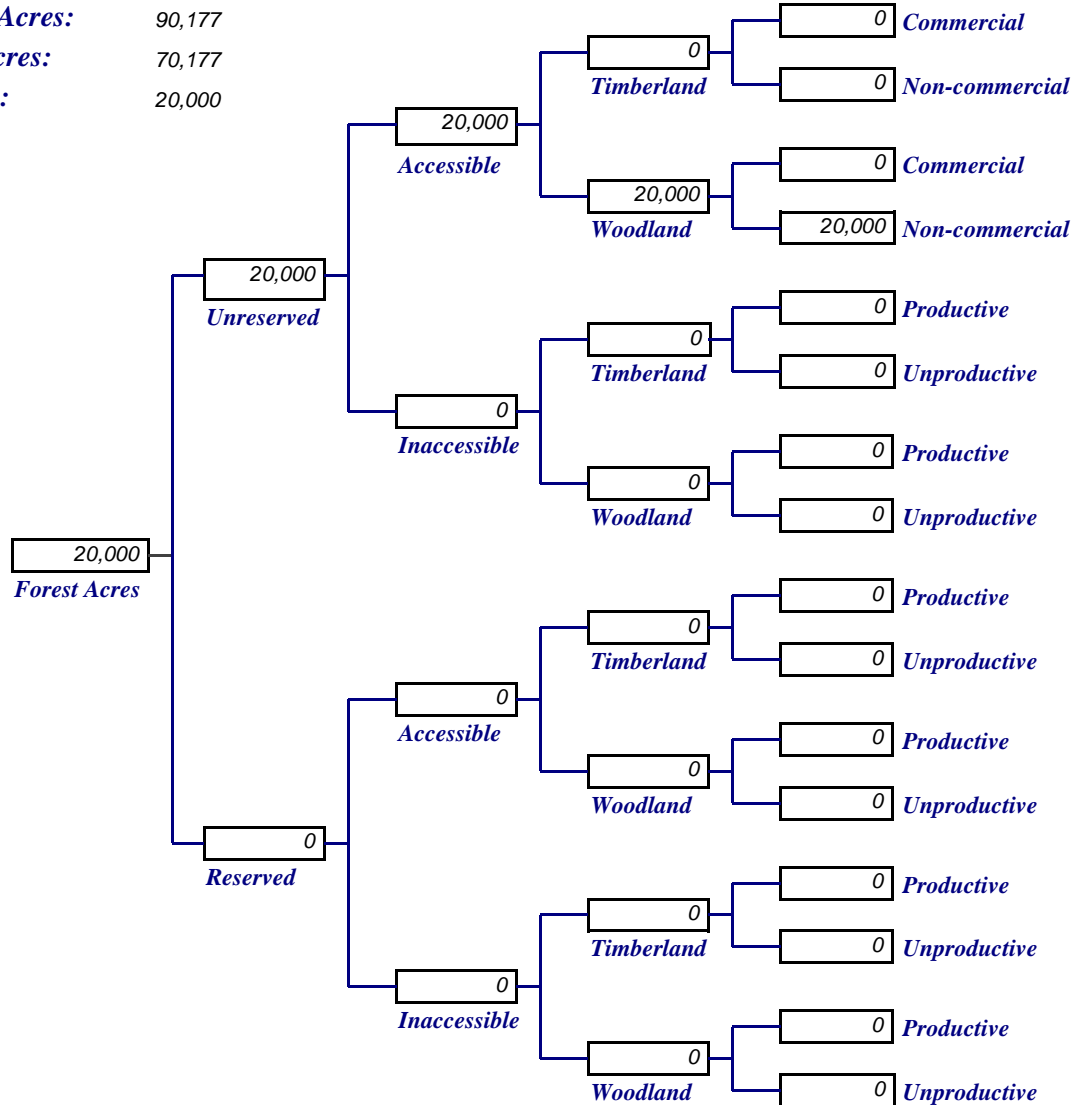 Acres: 90,177
cres: 70,177
: 20,000
0 Commercial
0
Timberland
0 Non-commercial
20,000
Accessible
0 Commercial
20,000
Woodland
20,000 Non-commercial
20,000
Unreserved
0 Productive
0
Timberland
0 Unproductive
0
Inaccessible
0 Productive
0
Woodland
0 Unproductive
20,000
Forest Acres
0 Productive
0
Timberland
0 Unproductive
0
Accessible
0 Productive
0
Woodland
0 Unproductive
0
Reserved
0 Productive
0
Timberland
0 Unproductive
0
Inaccessible
0 Productive
0
Woodland
0 Unproductive